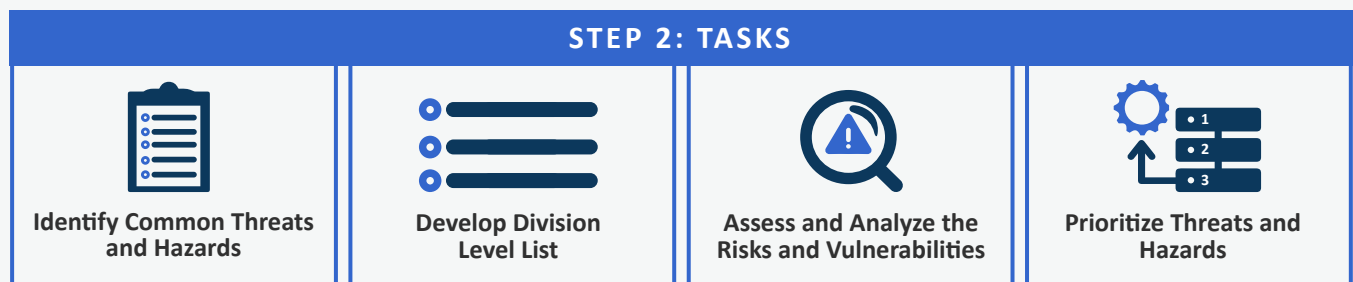 STEP 2: TASKS
Identify Common Threats
and Hazards
Develop Division
Level List
Assess and Analyze the
Risks and Vulnerabilities
1
2
3
Prioritize Threats and
Hazards